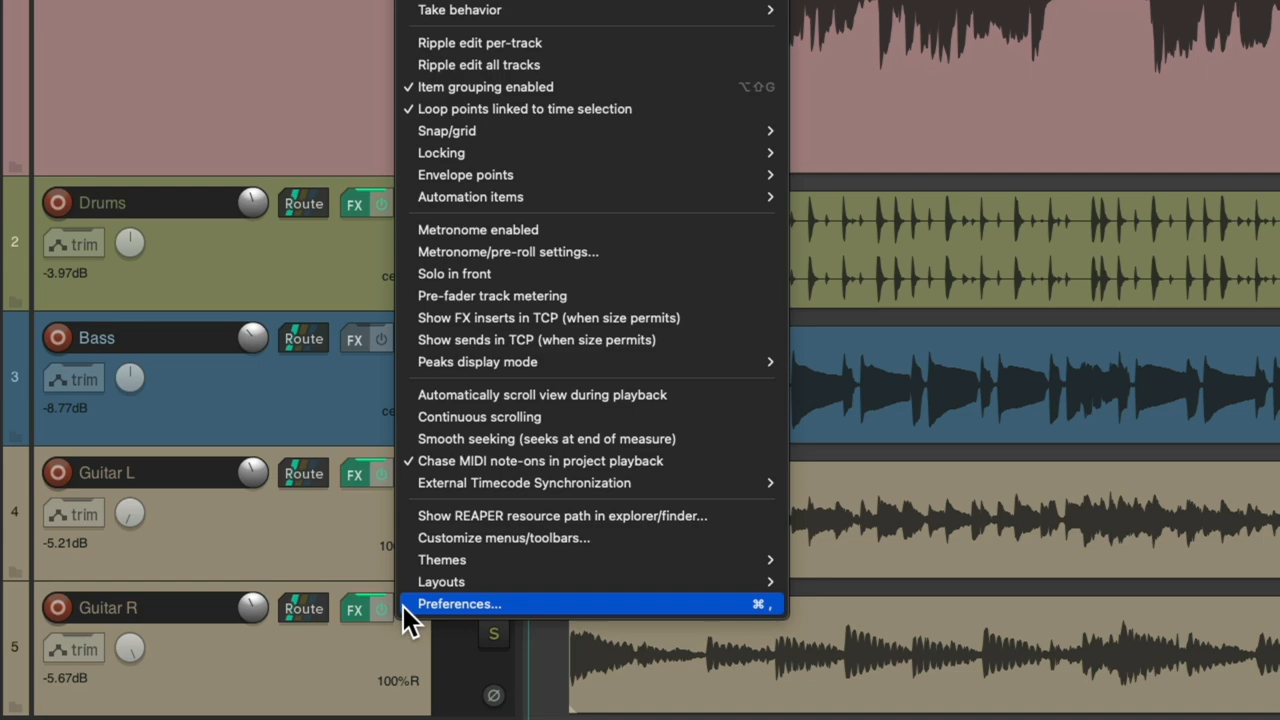 Take behavior
Ripple edit per-track
Ripple edit all tracks
✓ Item grouping enabled ⌥⇧G
✓ Loop points linked to time selection
Snap/grid
Locking
Envelope points
Automation items
Metronome enabled
Metronome/pre-roll settings...
Solo in front
Pre-fader track metering
Show FX inserts in TCP (when size permits)
Show sends in TCP (when size permits)
Peaks display mode
Automatically scroll view during playback
Continuous scrolling
Smooth seeking (seeks at end of measure)
✓ Chase MIDI note-ons in project playback
External Timecode Synchronization
Show REAPER resource path in explorer/finder...
Customize menus/toolbars...
Themes
Layouts
Preferences... ⌘ ,
2
Drums
Route
FX
trim
-3.97dB
ce
3
Bass
Route
FX
trim
-8.77dB
ce
4
Guitar L
Route
FX
trim
-5.21dB
10
5
Guitar R
Route
FX
trim
-5.67dB
100%R
S